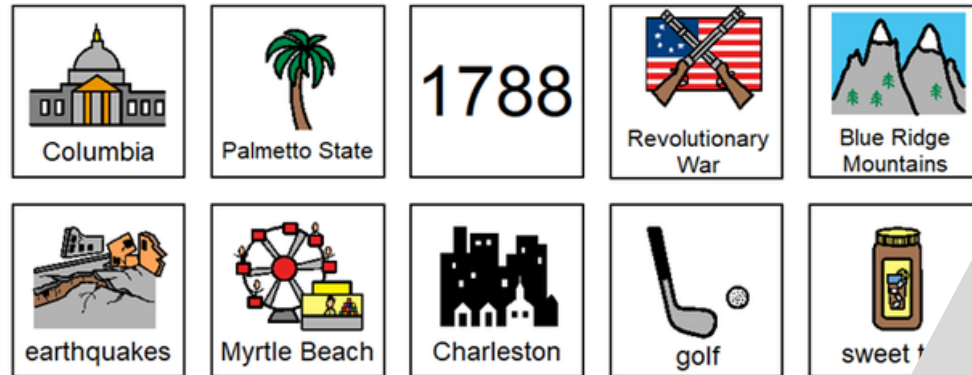 Columbia
Palmetto State
1788
Revolutionary
War
Blue Ridge
Mountains
earthquakes
Myrtle Beach
Charleston
golf
sweet